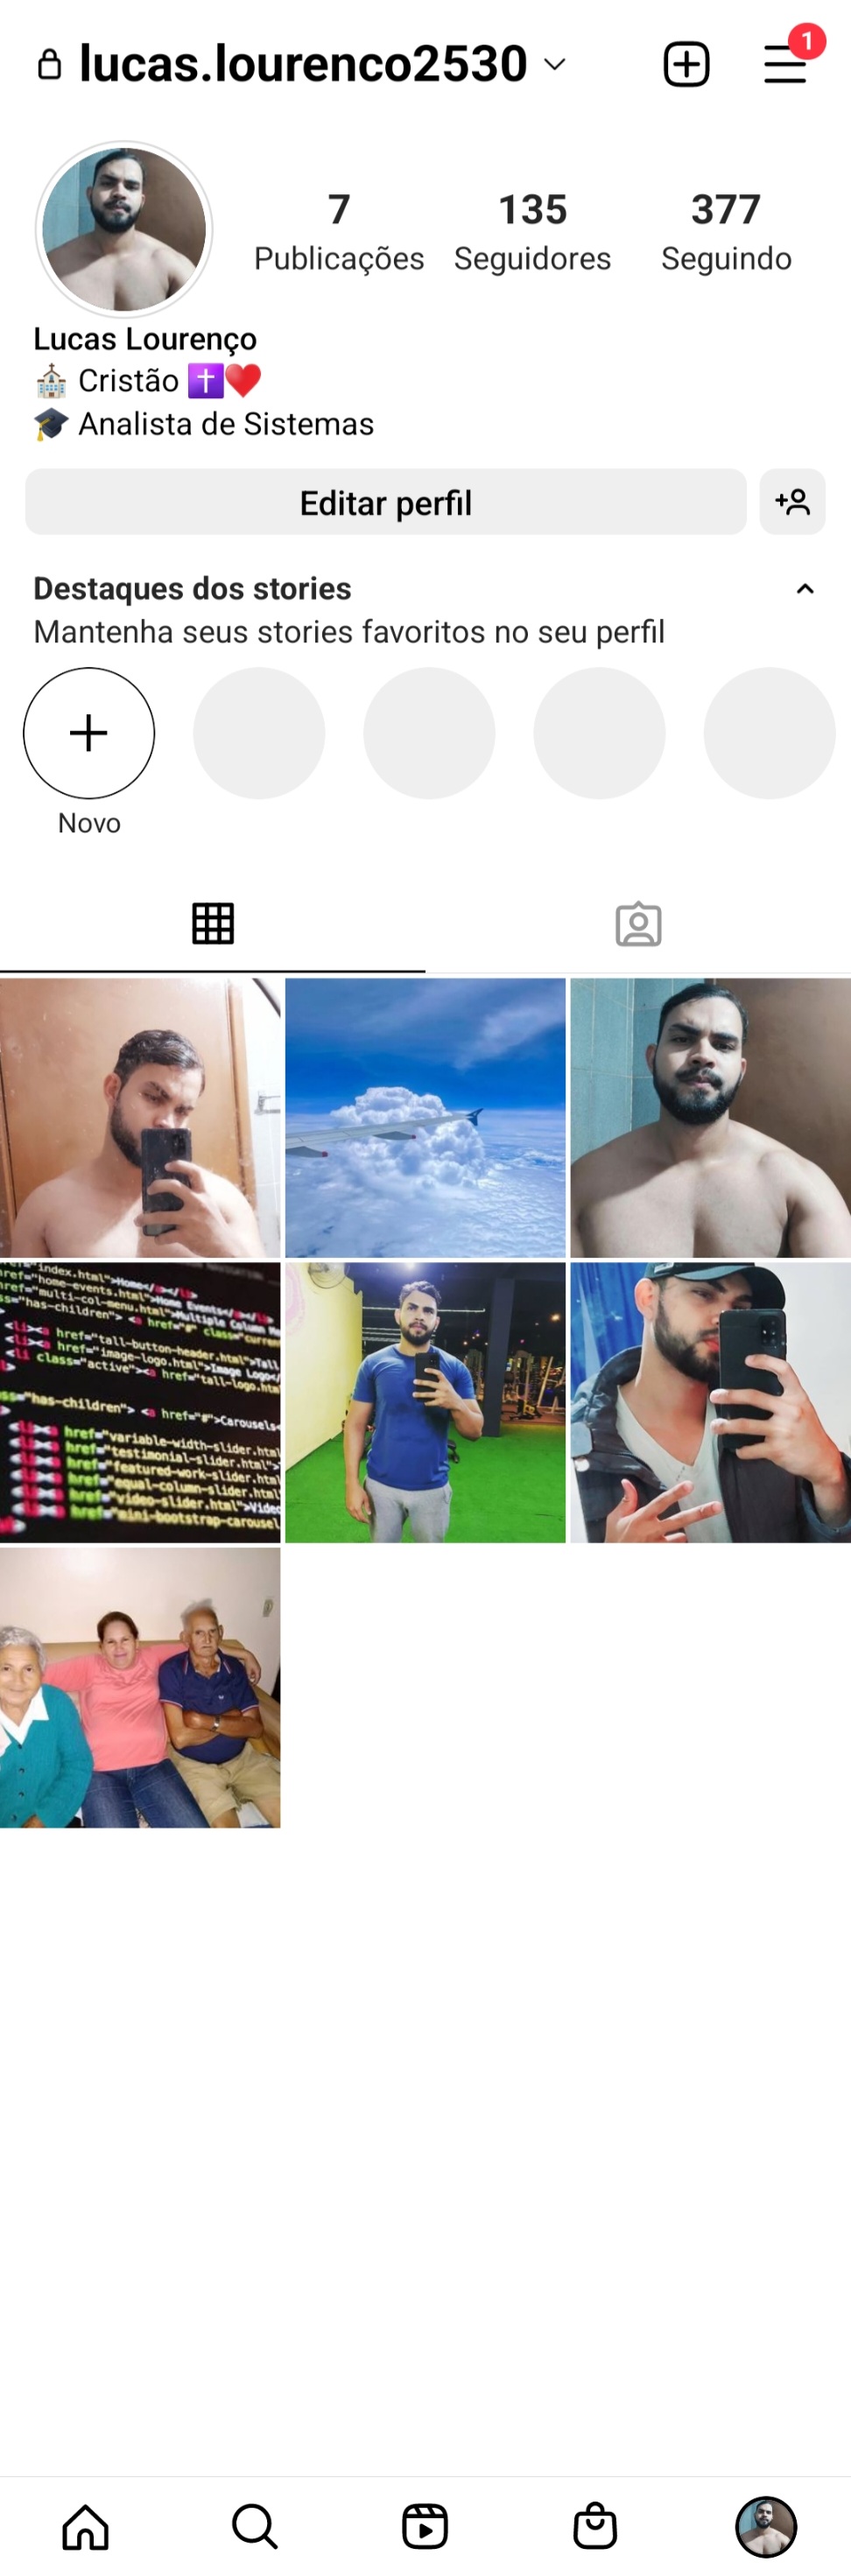 lucas.lourenco2530
1
7 135 377
Publicações Seguidores Seguindo
Lucas Lourenço
Cristão
Analista de Sistemas
Editar perfil
Destaques dos stories
Mantenha seus stories favoritos no seu perfil
Novo
index.html">Home</a></li>
href="home-events.html">Home Events</a></li>
href="multi-col-menu.html">Multiple Column
"has-children"> <a href="#" class="curren
<li><a href="tall-button-header.html">Tall
<li><a href="image-logo.html">Image Logo</
<li class="active"><a href="tall-logo.htm
"has-children"> <a href="#">Carousels<
href="variable-width-slider.html
href="testimonial-slider.html">
href="featured-work-slider.html
href="equal-column-slider.html
href="video-slider.html">Video
href="mini-bootstrap-carousel